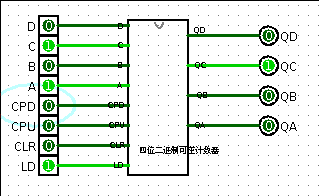 D 0 D QD 0 QD
C 1 C QC 1 QC
B 0 B QB 0 QB
A 1 A QA 0 QA
CPD 0 CPD
CPU 0 CPU
CLR 0 CLR
LD 1 LD
四位二进制可逆计数器